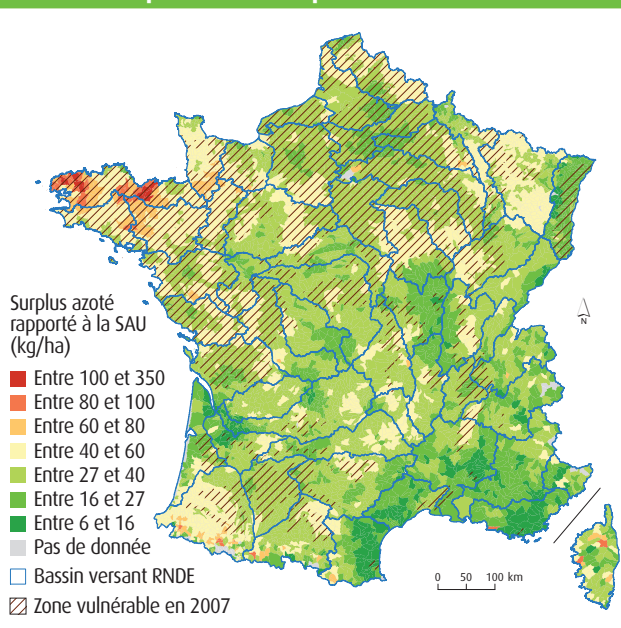 Surplus azoté
rapporté à la SAU
(kg/ha)
Entre 100 et 350
Entre 80 et 100
Entre 60 et 80
Entre 40 et 60
Entre 27 et 40
Entre 16 et 27
Entre 6 et 16
Pas de donnée
Bassin versant RNDE
Zone vulnérable en 2007
N
0 50 100 km